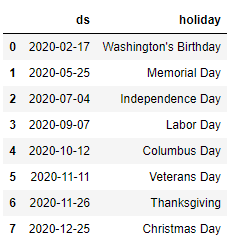 ds holiday
0 2020-02-17 Washington's Birthday
1 2020-05-25 Memorial Day
2 2020-07-04 Independence Day
3 2020-09-07 Labor Day
4 2020-10-12 Columbus Day
5 2020-11-11 Veterans Day
6 2020-11-26 Thanksgiving
7 2020-12-25 Christmas Day